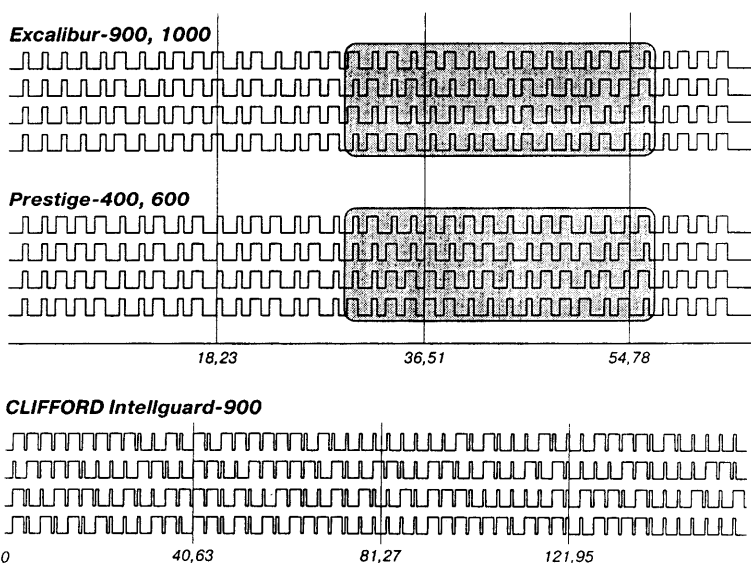 Excalibur-900, 1000
Prestige-400, 600
18,23 36,51 54,78
CLIFFORD Intellguard-900
0 40,63 81,27 121,95